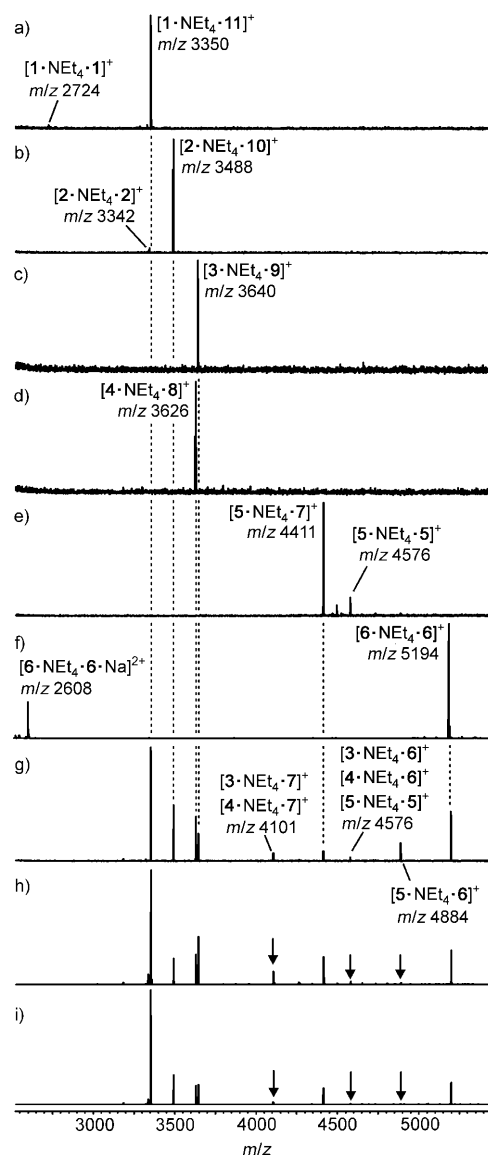 a)
[1·NEt₄·11]⁺
m/z 3350
[1·NEt₄·1]⁺
m/z 2724
b)
[2·NEt₄·10]⁺
m/z 3488
[2·NEt₄·2]⁺
m/z 3342
c)
[3·NEt₄·9]⁺
m/z 3640
d)
[4·NEt₄·8]⁺
m/z 3626
e)
[5·NEt₄·7]⁺
m/z 4411
[5·NEt₄·5]⁺
m/z 4576
f)
[6·NEt₄·6]⁺
m/z 5194
[6·NEt₄·6·Na]²⁺
m/z 2608
g)
[3·NEt₄·7]⁺
[4·NEt₄·7]⁺
m/z 4101
[3·NEt₄·6]⁺
[4·NEt₄·6]⁺
[5·NEt₄·5]⁺
m/z 4576
[5·NEt₄·6]⁺
m/z 4884
h)
i)
3000 3500 4000 4500 5000
m/z